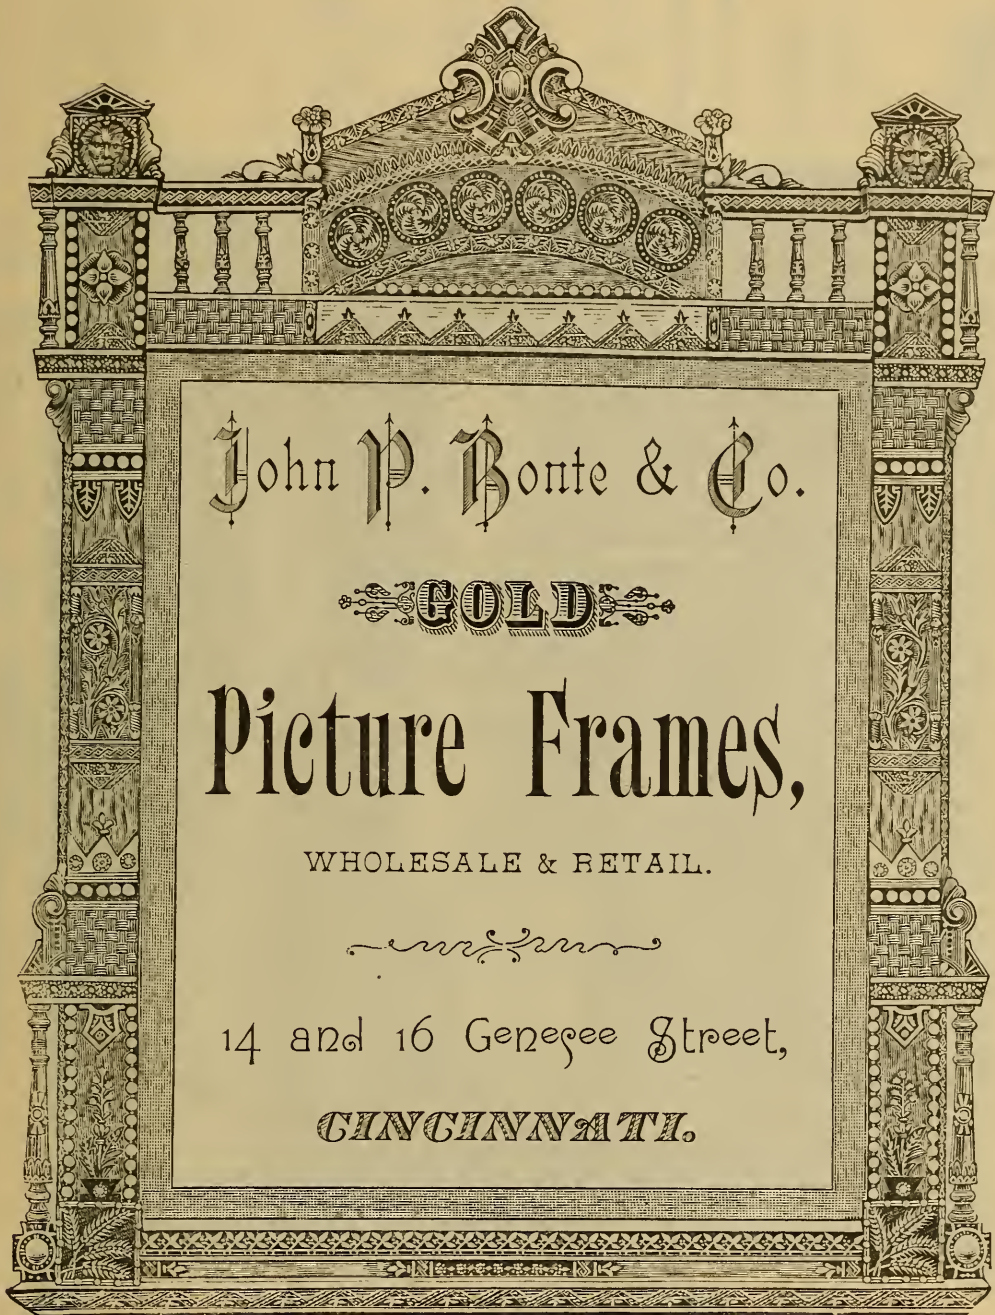 John P. Bonte & Co.
GOLD
Picture Frames,
WHOLESALE & RETAIL.
14 and 16 Genesee Street,
CINCINNATI.